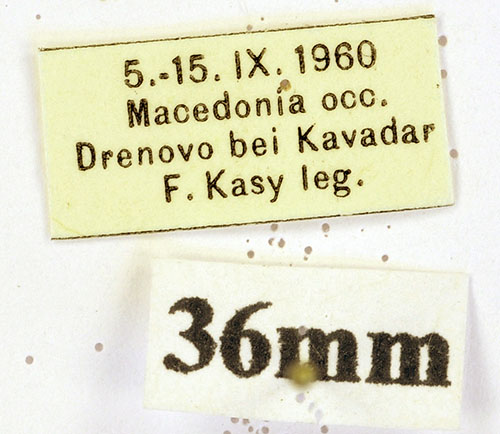 5.-15. IX. 1960
Macedonia occ.
Drenovo bei Kavadar
F. Kasy leg.
36mm